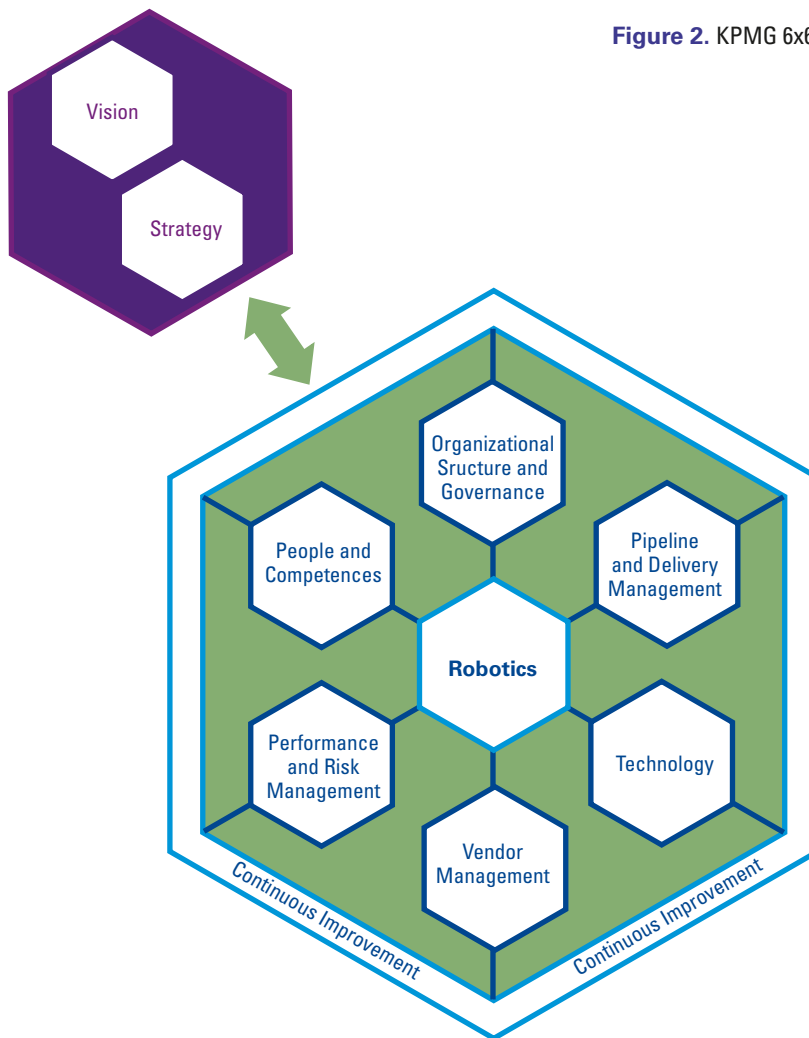 Figure 2. KPMG 6x6
Vision
Strategy
Organizational
Sructure and
Governance
People and
Competences
Pipeline
and Delivery
Management
Robotics
Performance
and Risk
Management
Technology
Vendor
Management
Continuous Improvement
Continuous Improvement